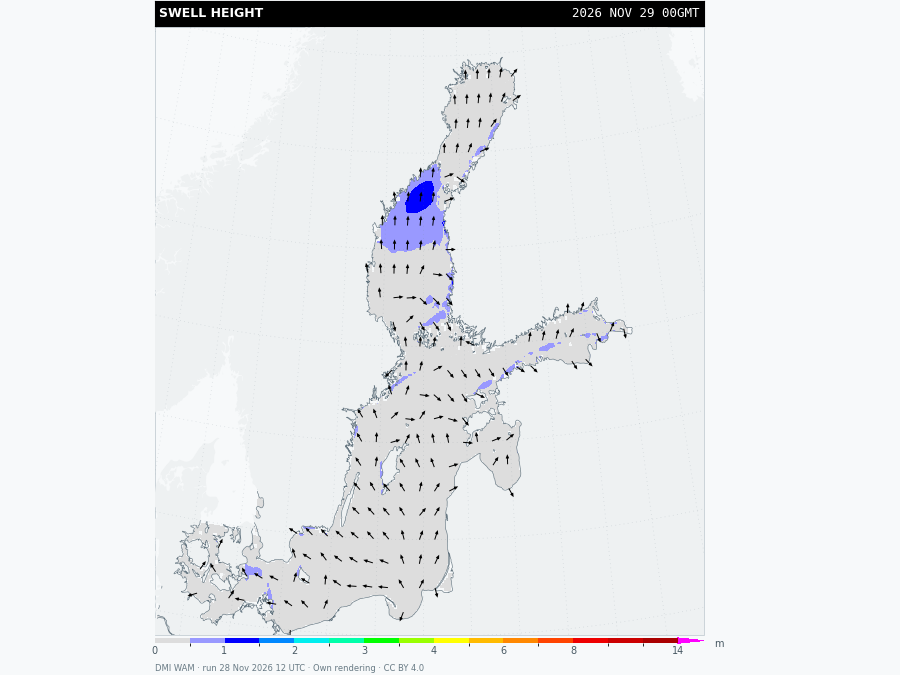 SWELL HEIGHT
2026 NOV 29 00GMT
0 1 2 3 4 6 8 14 m
DMI WAM · run 28 Nov 2026 12 UTC · Own rendering · CC BY 4.0